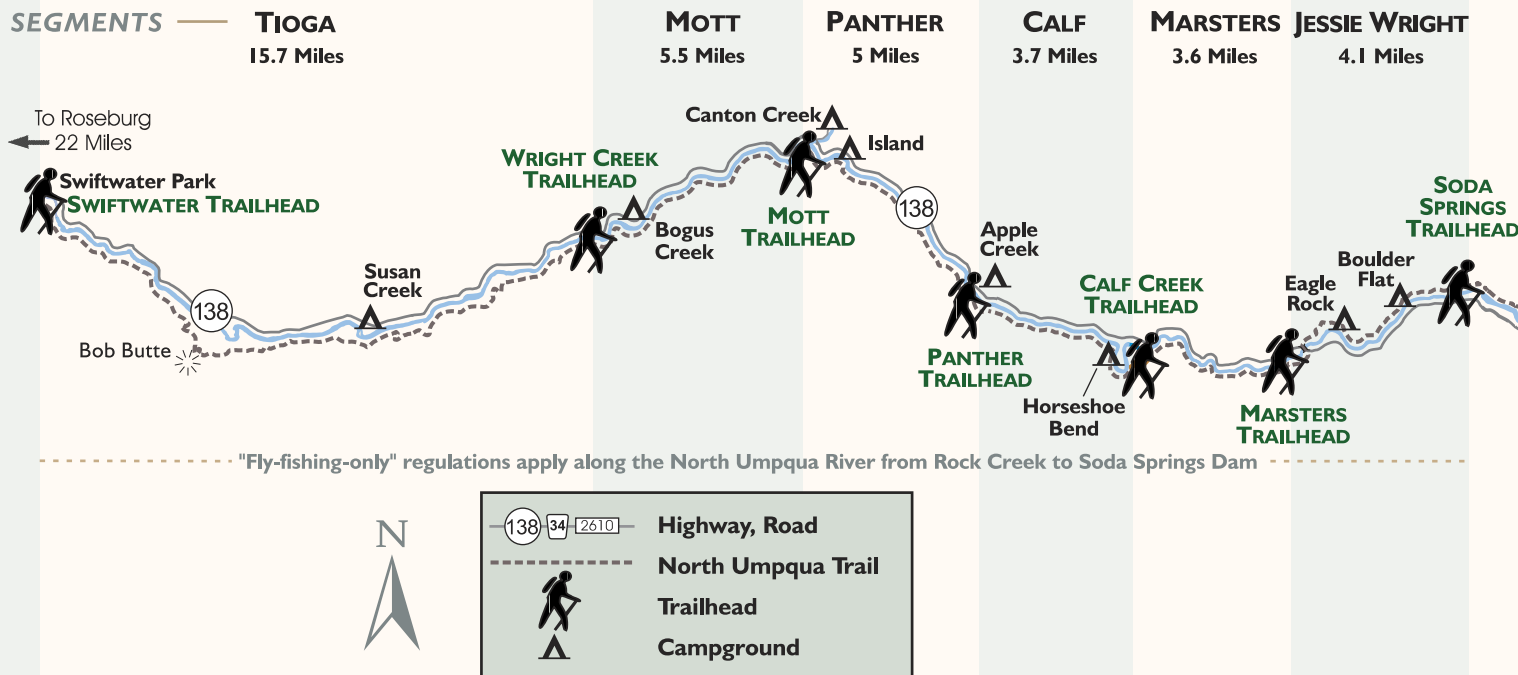 SEGMENTS
TIOGA
15.7 Miles
MOTT
5.5 Miles
PANTHER
5 Miles
CALF
3.7 Miles
MARSTERS
3.6 Miles
JESSIE WRIGHT
4.1 Miles
To Roseburg
22 Miles
Swiftwater Park
SWIFTWATER TRAILHEAD
138
Bob Butte
Susan
Creek
WRIGHT CREEK
TRAILHEAD
Bogus
Creek
Canton Creek
Island
MOTT
TRAILHEAD
138
Apple
Creek
PANTHER
TRAILHEAD
CALF CREEK
TRAILHEAD
Horseshoe
Bend
MARSTERS
TRAILHEAD
Eagle
Rock
Boulder
Flat
SODA
SPRINGS
TRAILHEAD
"Fly-fishing-only" regulations apply along the North Umpqua River from Rock Creek to Soda Springs Dam
N
138 34 2610 Highway, Road
North Umpqua Trail
Trailhead
Campground